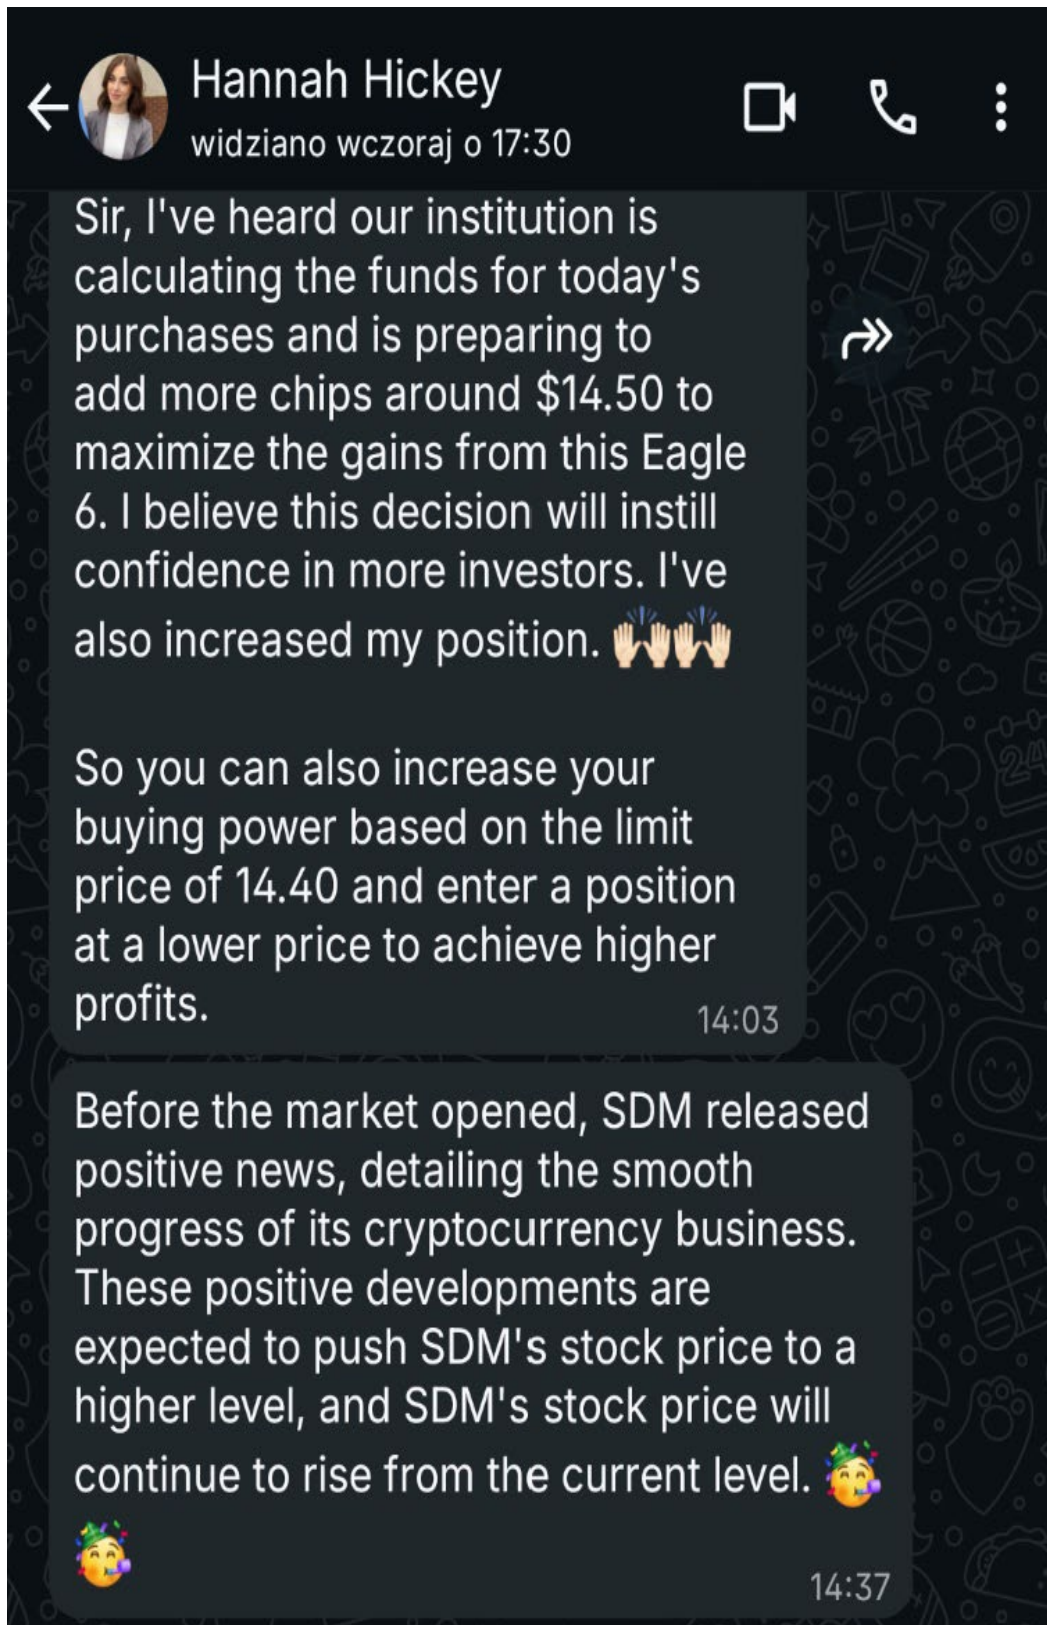 Hannah Hickey
widziano wczoraj o 17:30
Sir, I've heard our institution is
calculating the funds for today's
purchases and is preparing to
add more chips around $14.50 to
maximize the gains from this Eagle
6. I believe this decision will instill
confidence in more investors. I've
also increased my position. 🙌🏻🙌🏻
So you can also increase your
buying power based on the limit
price of 14.40 and enter a position
at a lower price to achieve higher
profits.
14:03
Before the market opened, SDM released
positive news, detailing the smooth
progress of its cryptocurrency business.
These positive developments are
expected to push SDM's stock price to a
higher level, and SDM's stock price will
continue to rise from the current level. 🥳
🥳
14:37